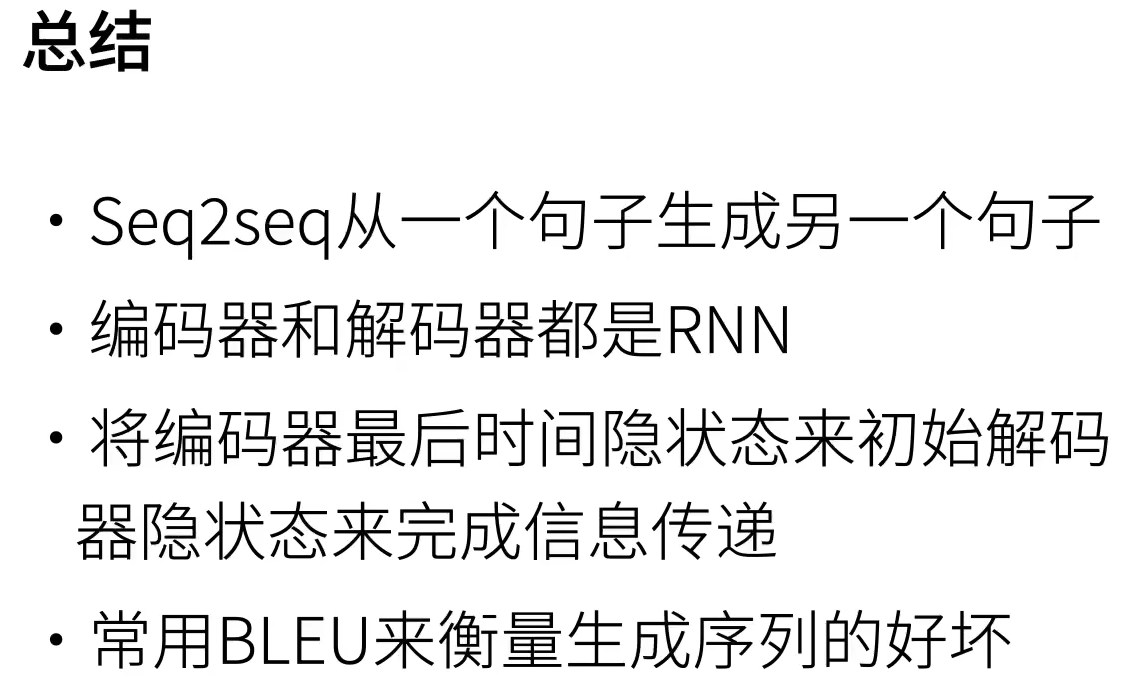 总结
• Seq2seq从一个句子生成另一个句子
• 编码器和解码器都是RNN
• 将编码器最后时间隐状态来初始解码
器隐状态来完成信息传递
• 常用BLEU来衡量生成序列的好坏